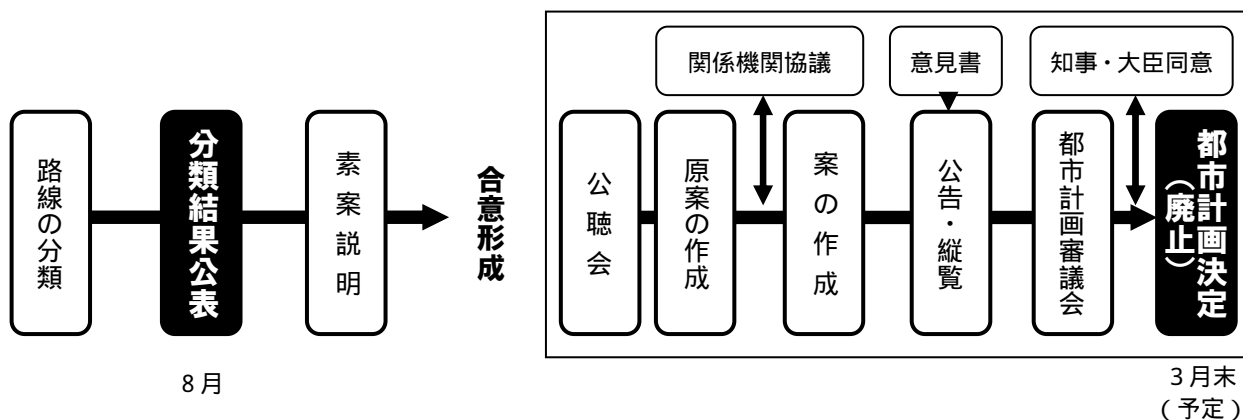 関係機関協議
意見書
知事・大臣同意
路線の分類
分類結果公表
素案説明
合意形成
公聴会
原案の作成
案の作成
公告・縦覧
都市計画審議会
都市計画決定
（廃止）
8月
3月末
（予定）